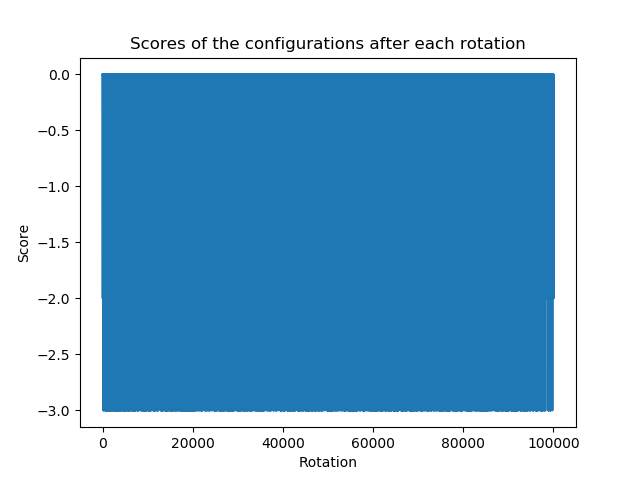 Scores of the configurations after each rotation
0.0
−0.5
−1.0
−1.5
−2.0
−2.5
−3.0
Score
0 20000 40000 60000 80000 100000
Rotation